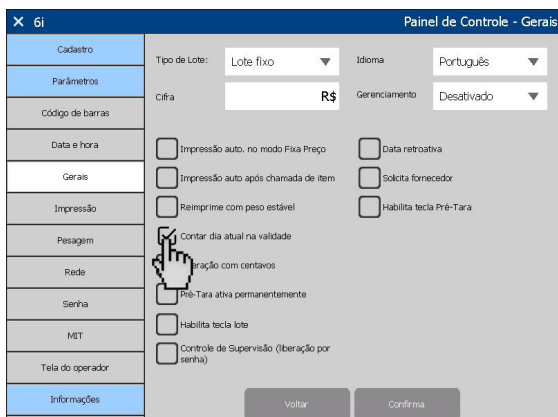 6i
Painel de Controle - Gerais
Cadastro
Parâmetros
Código de barras
Data e hora
Gerais
Impressão
Pesagem
Rede
Senha
MIT
Tela do operador
Informações
Tipo de Lote: Lote fixo
Idioma Português
Cifra R$
Gerenciamento Desativado
Impressão auto. no modo Fixa Preço
Data retroativa
Impressão auto após chamada de item
Solicita fornecedor
Reimprime com peso estável
Habilita tecla Pré-Tara
Contar dia atual na validade
com centavos
Pré-Tara ativa permanentemente
Habilita tecla lote
Controle de Supervisão (liberação por
senha)
Voltar
Confirma